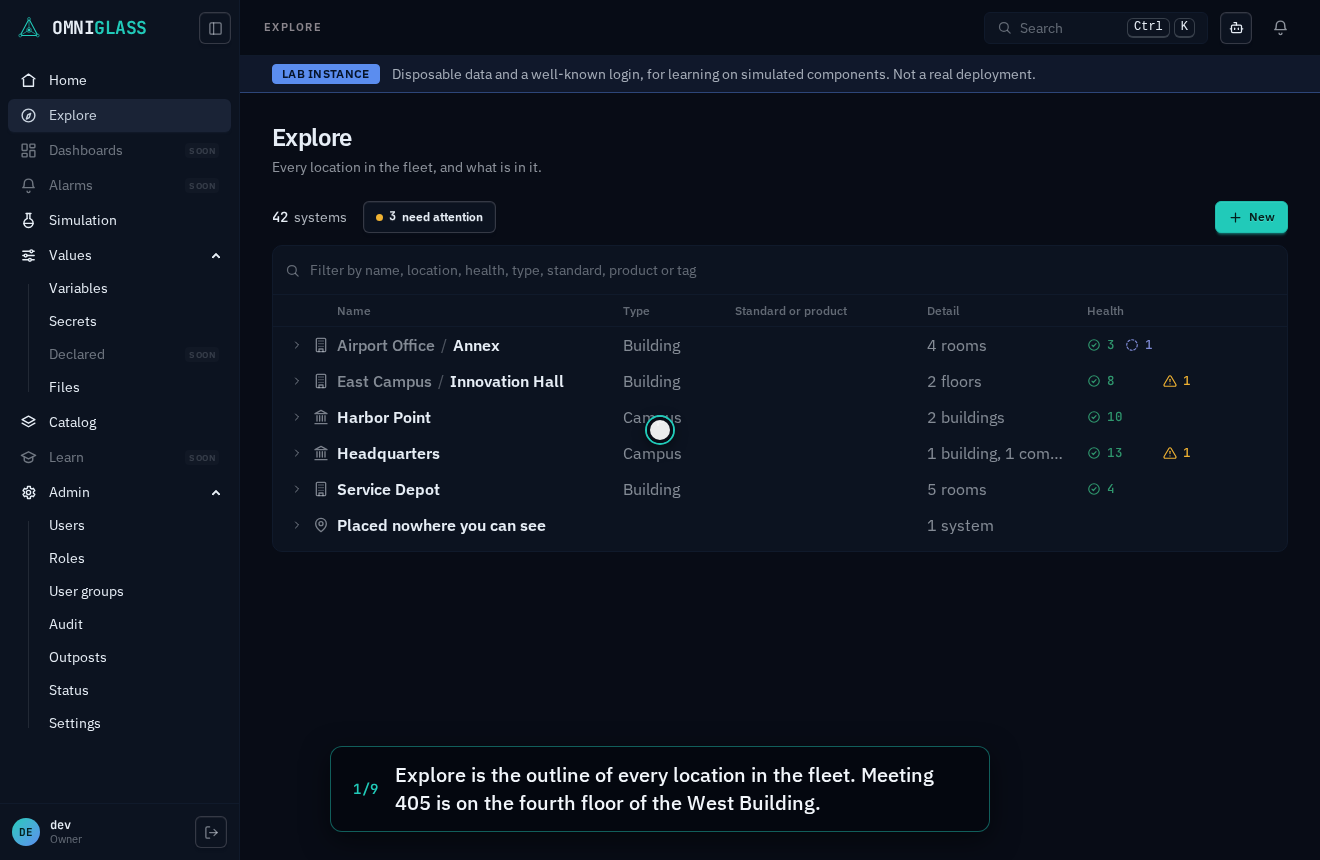 OMNIGLASS
EXPLORE
Search Ctrl K
LAB INSTANCE Disposable data and a well-known login, for learning on simulated components. Not a real deployment.
Home
Explore
Dashboards SOON
Alarms SOON
Simulation
Values
Variables
Secrets
Declared SOON
Files
Catalog
Learn SOON
Admin
Users
Roles
User groups
Audit
Outposts
Status
Settings
DE dev
Owner
Explore
Every location in the fleet, and what is in it.
42 systems 3 need attention New
Filter by name, location, health, type, standard, product or tag
Name Type Standard or product Detail Health
Airport Office / Annex Building 4 rooms 3 1
East Campus / Innovation Hall Building 2 floors 8 1
Harbor Point Campus 2 buildings 10
Headquarters Campus 1 building, 1 com... 13 1
Service Depot Building 5 rooms 4
Placed nowhere you can see 1 system
1/9 Explore is the outline of every location in the fleet. Meeting
405 is on the fourth floor of the West Building.